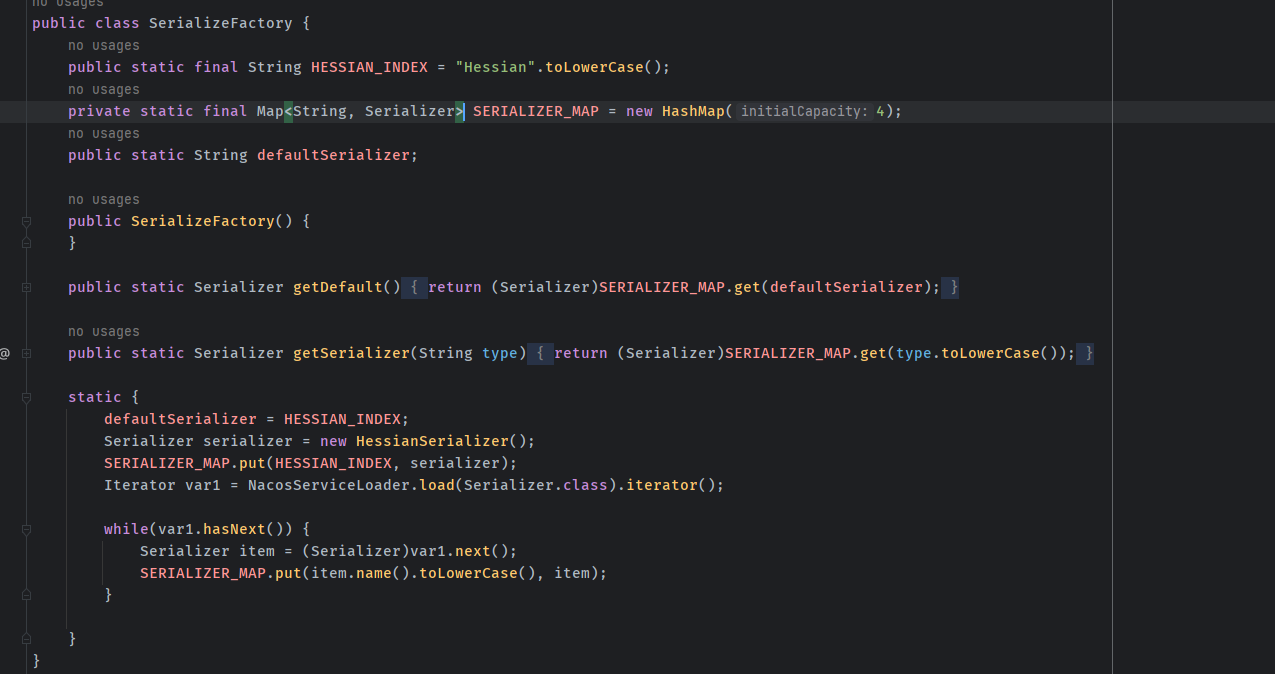 no usages
public class SerializeFactory {
no usages
public static final String HESSIAN_INDEX = "Hessian".toLowerCase();
no usages
private static final Map<String, Serializer> SERIALIZER_MAP = new HashMap( initialCapacity: 4);
no usages
public static String defaultSerializer;
no usages
public SerializeFactory() {
}
public static Serializer getDefault() { return (Serializer)SERIALIZER_MAP.get(defaultSerializer); }
no usages
@ public static Serializer getSerializer(String type) { return (Serializer)SERIALIZER_MAP.get(type.toLowerCase()); }
static {
defaultSerializer = HESSIAN_INDEX;
Serializer serializer = new HessianSerializer();
SERIALIZER_MAP.put(HESSIAN_INDEX, serializer);
Iterator var1 = NacosServiceLoader.load(Serializer.class).iterator();
while(var1.hasNext()) {
Serializer item = (Serializer)var1.next();
SERIALIZER_MAP.put(item.name().toLowerCase(), item);
}
}
}